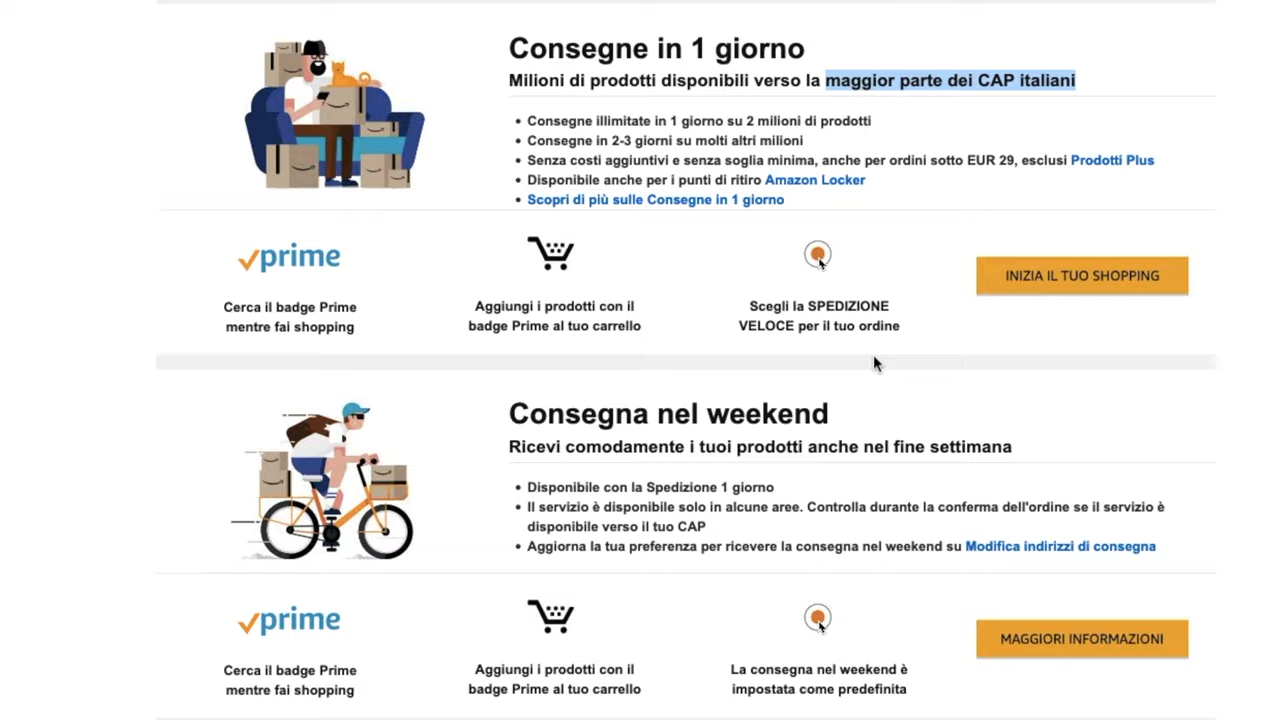 Consegne in 1 giorno
Milioni di prodotti disponibili verso la maggior parte dei CAP italiani
• Consegne illimitate in 1 giorno su 2 milioni di prodotti
• Consegne in 2-3 giorni su molti altri milioni
• Senza costi aggiuntivi e senza soglia minima, anche per ordini sotto EUR 29, esclusi Prodotti Plus
• Disponibile anche per i punti di ritiro Amazon Locker
• Scopri di più sulle Consegne in 1 giorno
prime
Cerca il badge Prime
mentre fai shopping
Aggiungi i prodotti con il
badge Prime al tuo carrello
Scegli la SPEDIZIONE
VELOCE per il tuo ordine
INIZIA IL TUO SHOPPING
Consegna nel weekend
Ricevi comodamente i tuoi prodotti anche nel fine settimana
• Disponibile con la Spedizione 1 giorno
• Il servizio è disponibile solo in alcune aree. Controlla durante la conferma dell'ordine se il servizio è
disponibile verso il tuo CAP
• Aggiorna la tua preferenza per ricevere la consegna nel weekend su Modifica indirizzi di consegna
prime
Cerca il badge Prime
mentre fai shopping
Aggiungi i prodotti con il
badge Prime al tuo carrello
La consegna nel weekend è
impostata come predefinita
MAGGIORI INFORMAZIONI